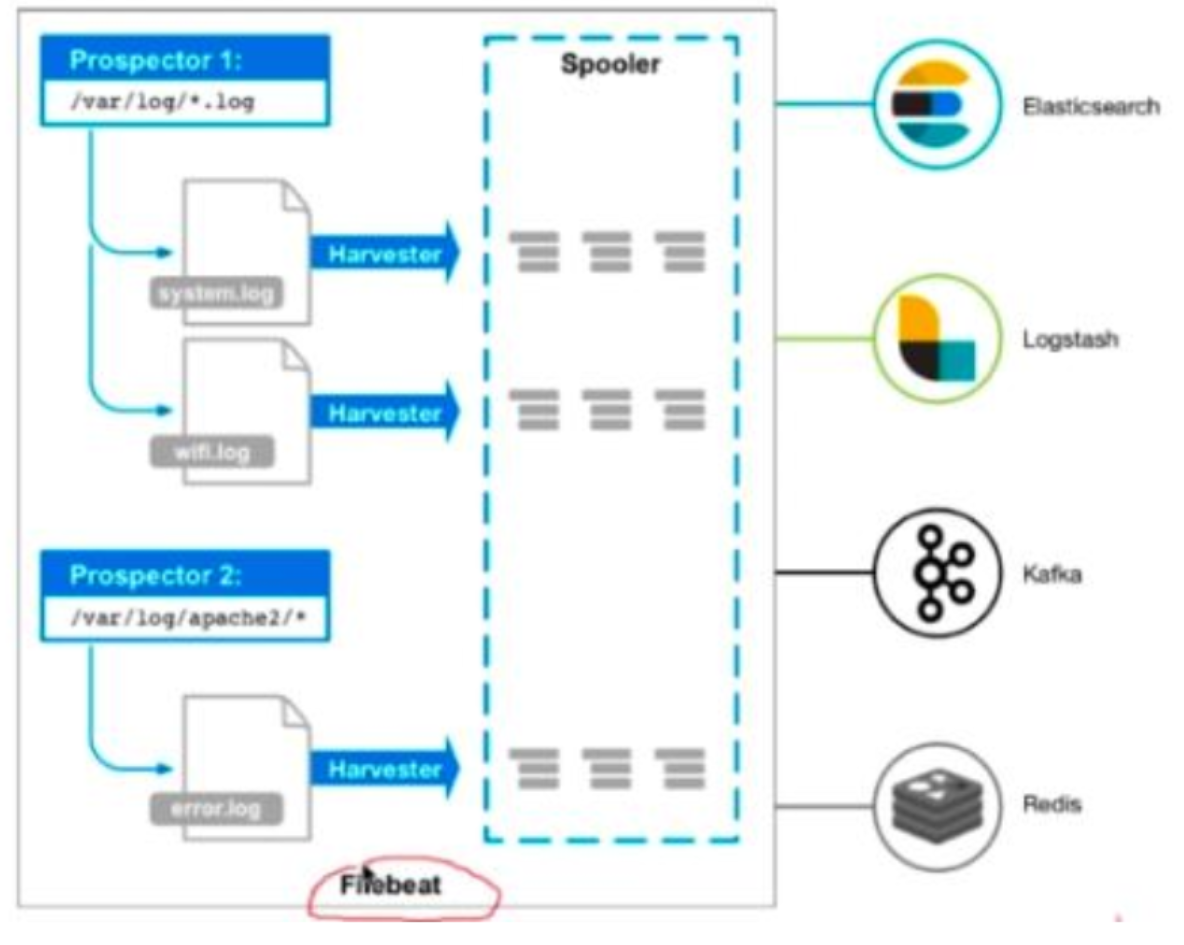 Prospector 1:
/var/log/*.log
system.log
Harvester
wifi.log
Harvester
Prospector 2:
/var/log/apache2/*
error.log
Harvester
Spooler
Filebeat
Elasticsearch
Logstash
Kafka
Redis